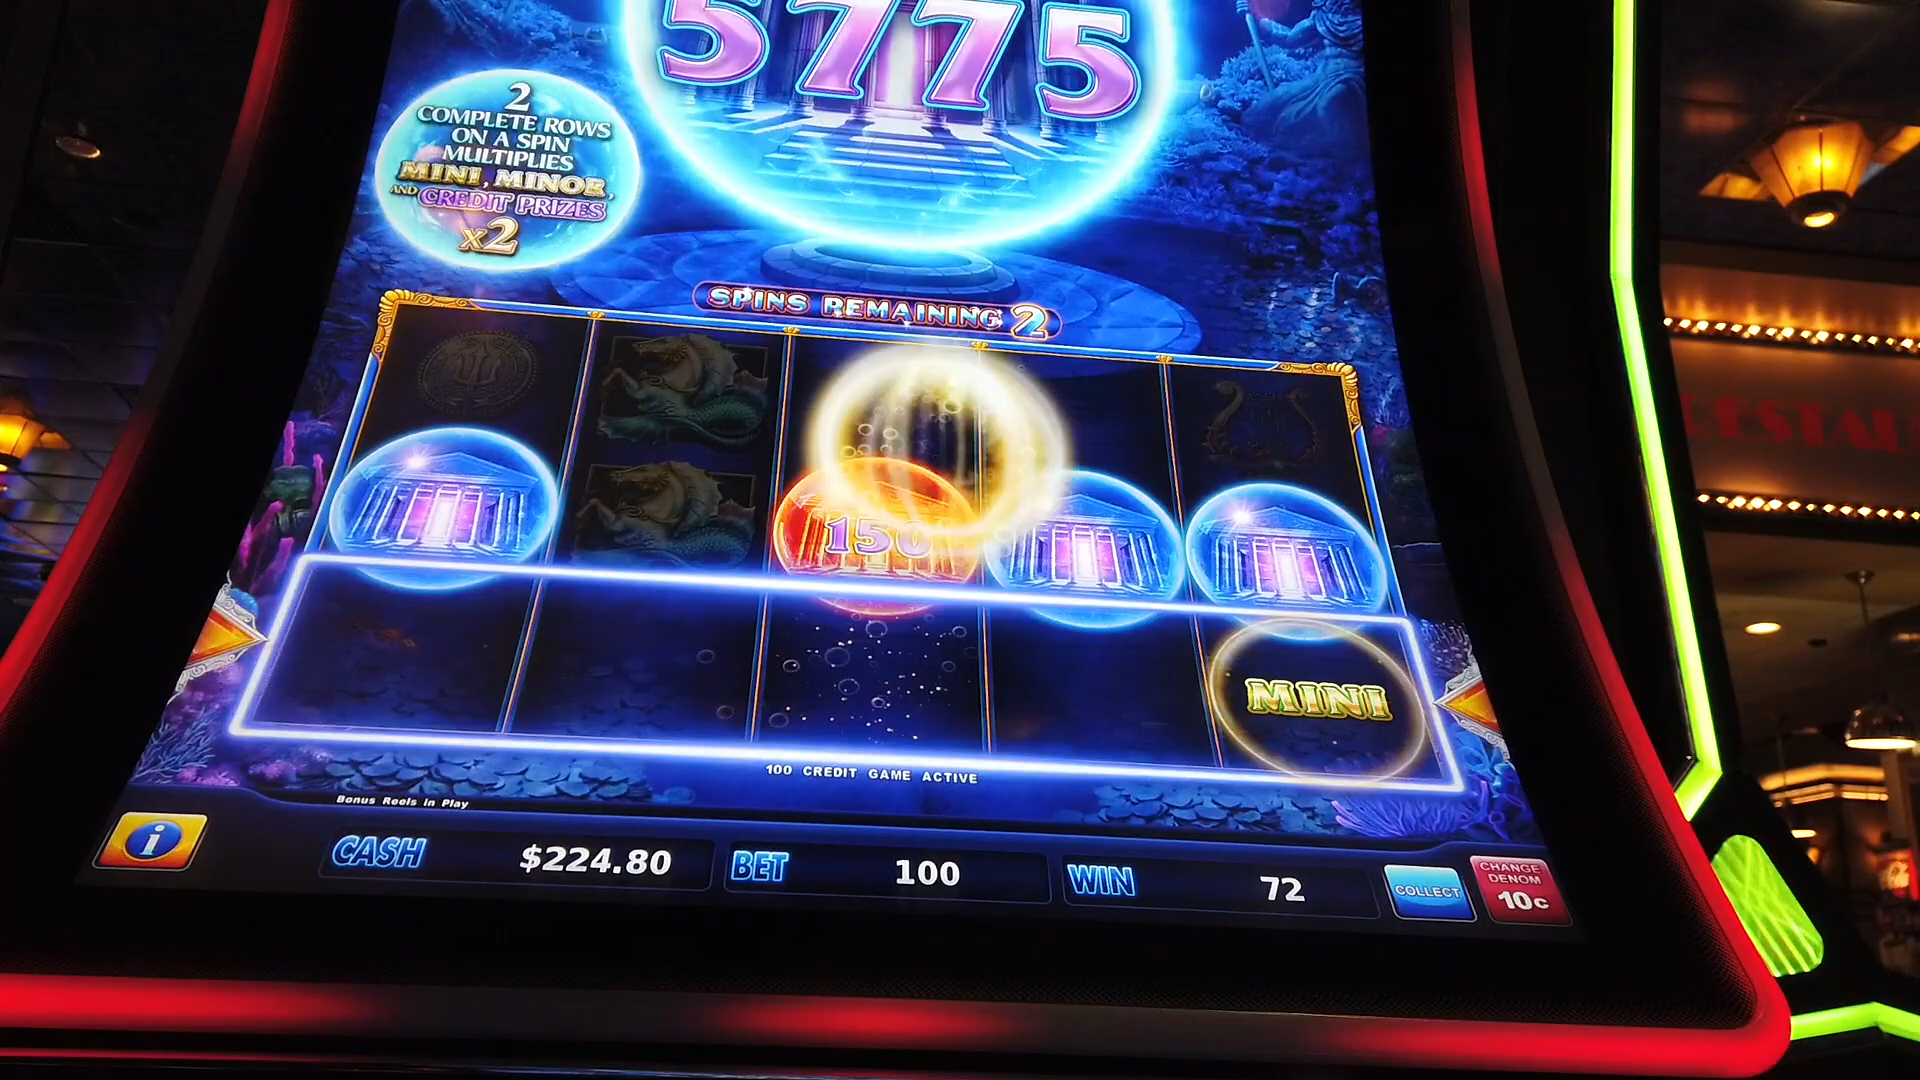 5775
2
COMPLETE ROWS
ON A SPIN
MULTIPLIES
MINI, MINOR,
AND CREDIT PRIZES
x2
SPINS REMAINING 2
150
MINI
100 CREDIT GAME ACTIVE
Bonus Reels in Play
i
CASH $224.80 BET 100 WIN 72
COLLECT
CHANGE
DENOM
10¢